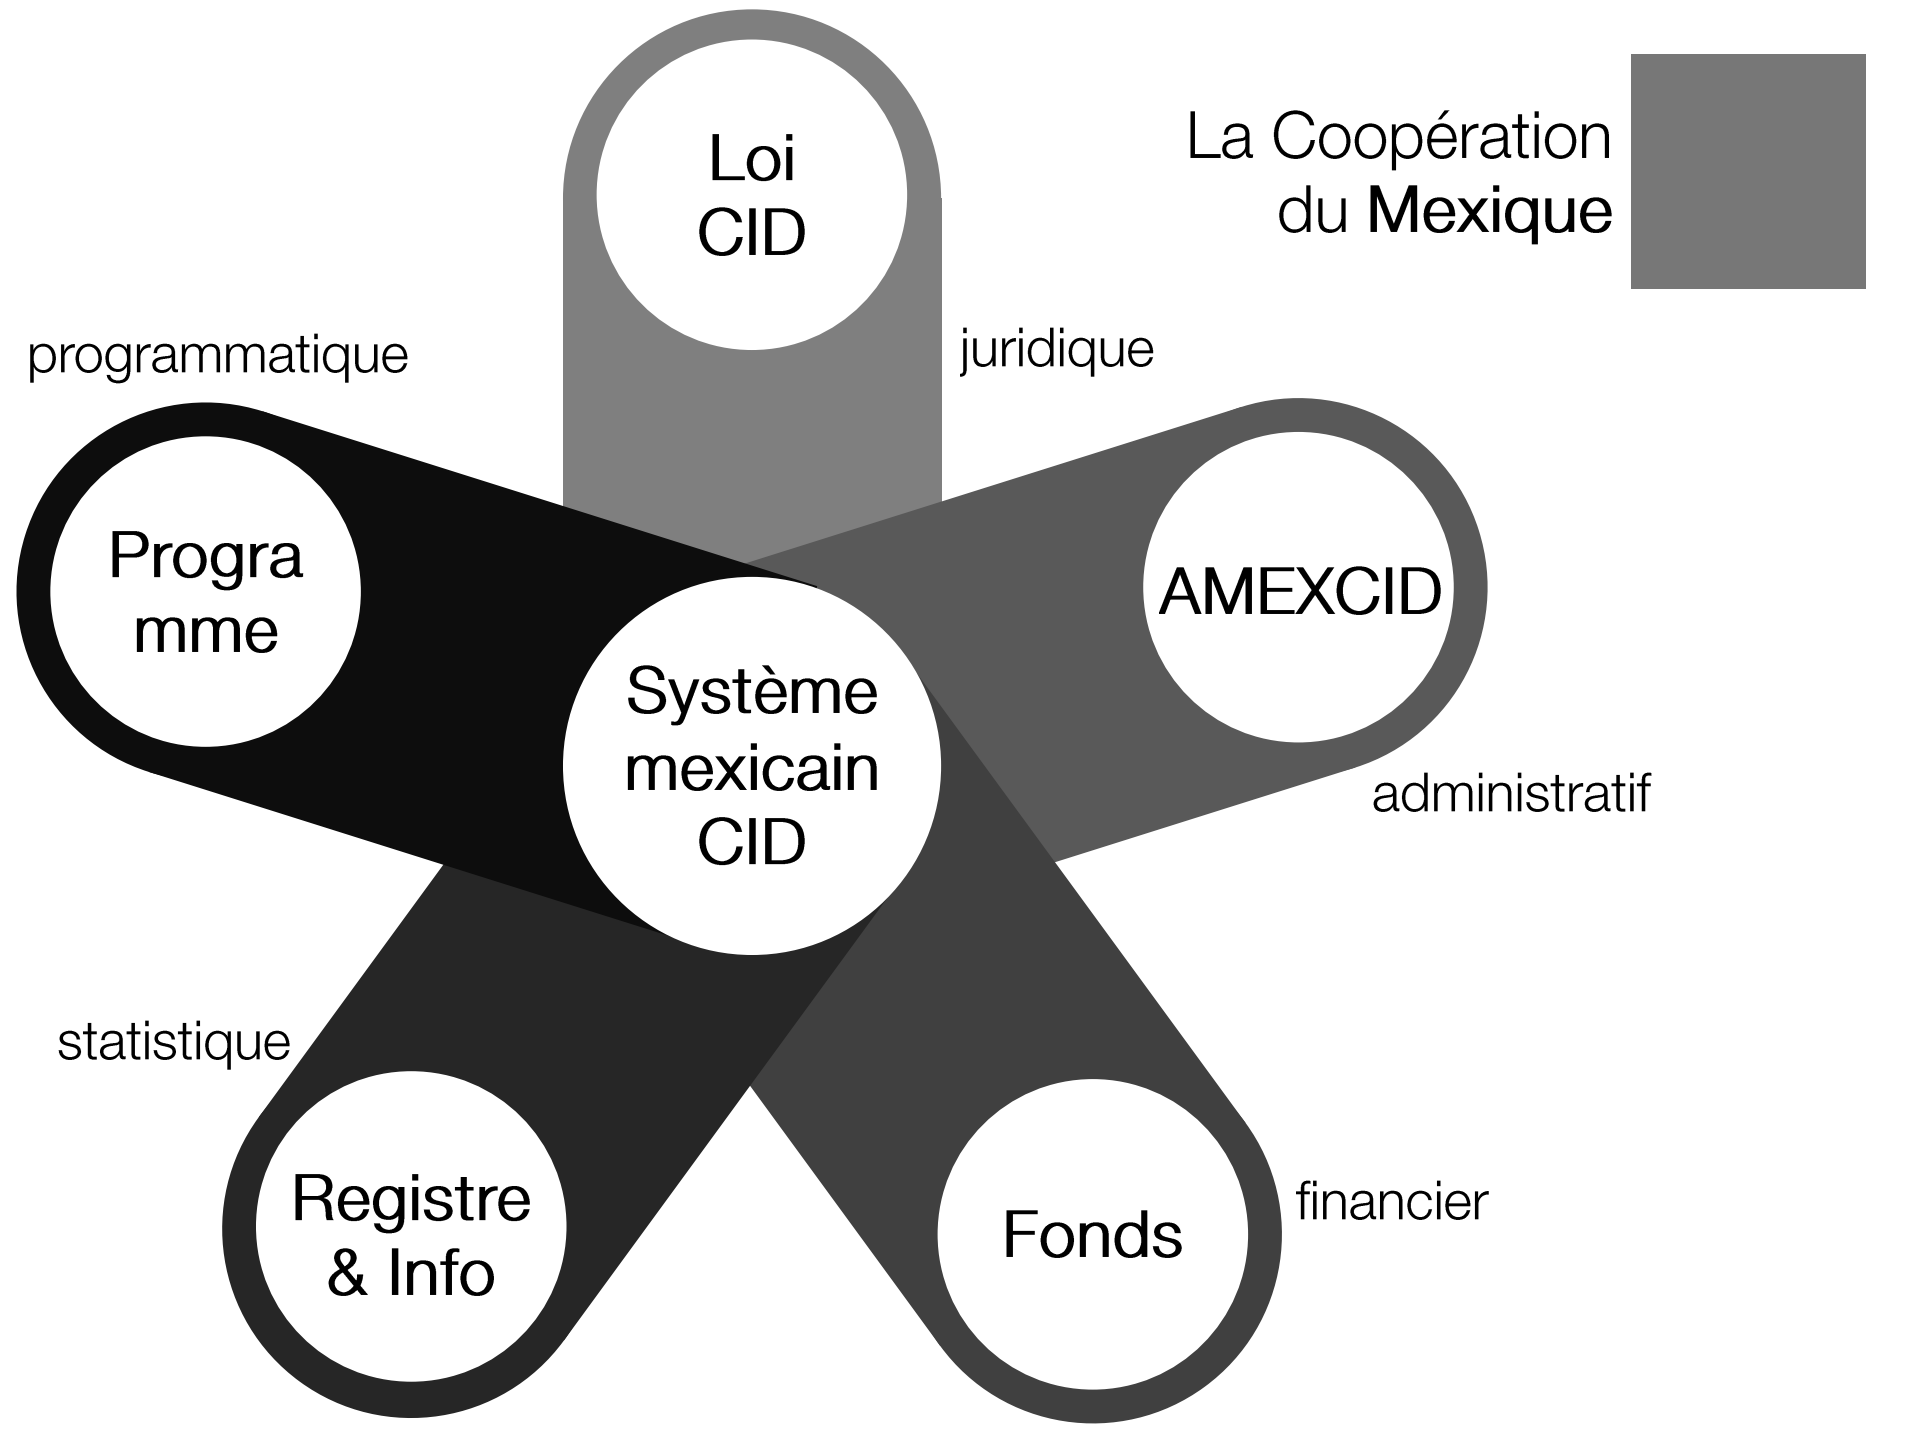 La Coopération
du Mexique
Loi
CID
juridique
programmatique
Progra
mme
AMEXCID
administratif
Système
mexicain
CID
statistique
Registre
& Info
Fonds
financier